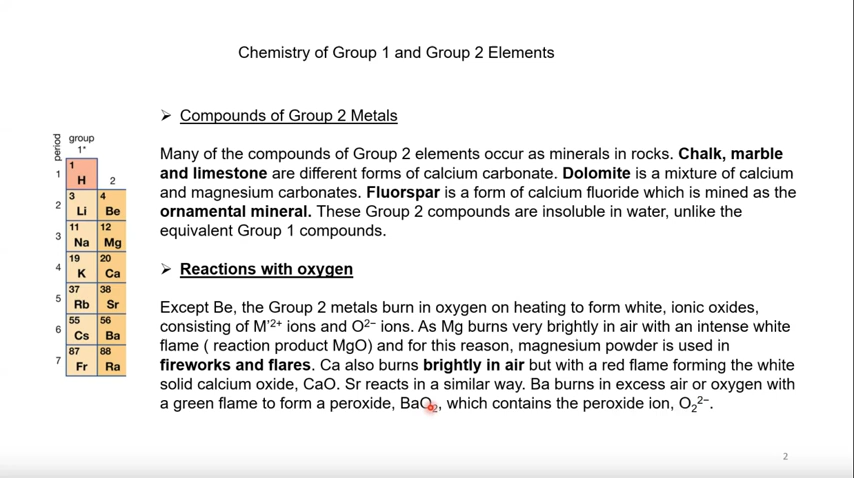 Chemistry of Group 1 and Group 2 Elements
➢ Compounds of Group 2 Metals
Many of the compounds of Group 2 elements occur as minerals in rocks. Chalk, marble
and limestone are different forms of calcium carbonate. Dolomite is a mixture of calcium
and magnesium carbonates. Fluorspar is a form of calcium fluoride which is mined as the
ornamental mineral. These Group 2 compounds are insoluble in water, unlike the
equivalent Group 1 compounds.
➢ Reactions with oxygen
Except Be, the Group 2 metals burn in oxygen on heating to form white, ionic oxides,
consisting of M'²⁺ ions and O²⁻ ions. As Mg burns very brightly in air with an intense white
flame ( reaction product MgO) and for this reason, magnesium powder is used in
fireworks and flares. Ca also burns brightly in air but with a red flame forming the white
solid calcium oxide, CaO. Sr reacts in a similar way. Ba burns in excess air or oxygen with
a green flame to form a peroxide, BaO₂, which contains the peroxide ion, O₂²⁻.
period
group
1*
1
1
H
2
2
3 4
Li Be
3
11 12
Na Mg
4
19 20
K Ca
5
37 38
Rb Sr
6
55 56
Cs Ba
7
87 88
Fr Ra
2